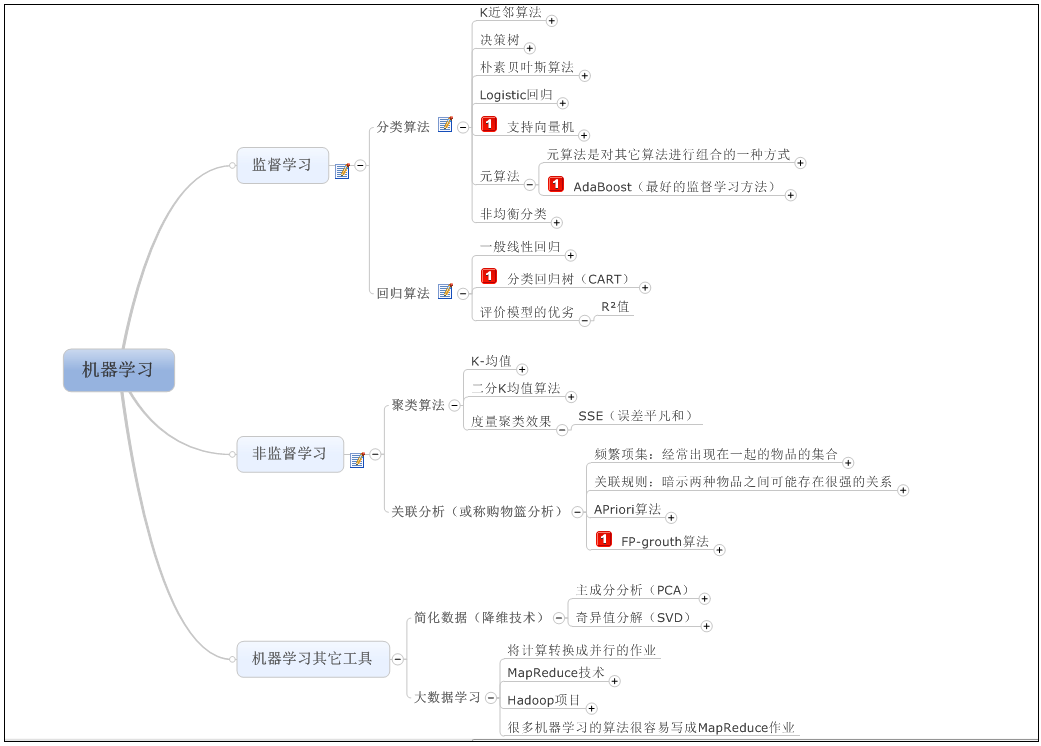 机器学习
监督学习
分类算法
K近邻算法
决策树
朴素贝叶斯算法
Logistic回归
1 支持向量机
元算法
元算法是对其它算法进行组合的一种方式
1 AdaBoost（最好的监督学习方法）
非均衡分类
回归算法
一般线性回归
1 分类回归树（CART）
评价模型的优劣
R²值
非监督学习
聚类算法
K-均值
二分K均值算法
度量聚类效果
SSE（误差平凡和）
关联分析（或称购物篮分析）
频繁项集：经常出现在一起的物品的集合
关联规则：暗示两种物品之间可能存在很强的关系
APriori算法
1 FP-grouth算法
机器学习其它工具
简化数据（降维技术）
主成分分析（PCA）
奇异值分解（SVD）
大数据学习
将计算转换成并行的作业
MapReduce技术
Hadoop项目
很多机器学习的算法很容易写成MapReduce作业